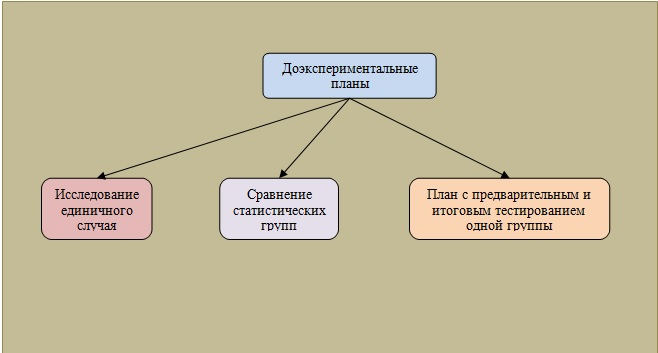 Доэкспериментальные
планы
Исследование
единичного
случая
Сравнение
статистических
групп
План с предварительным и
итоговым тестированием
одной группы